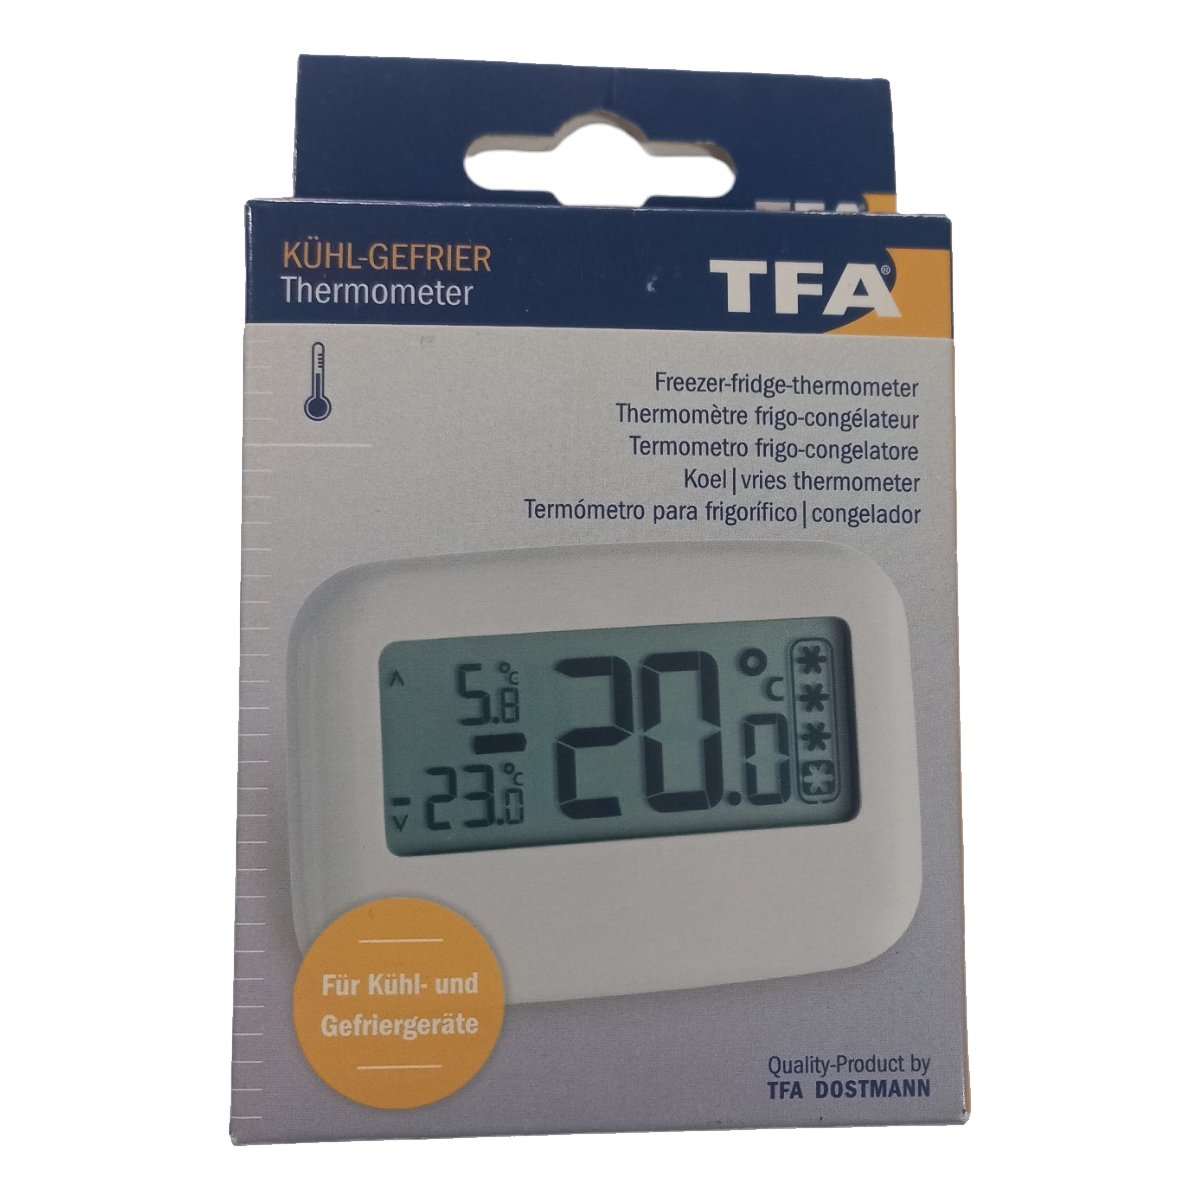 TFA
KÜHL-GEFRIER
Thermometer
TFA®
Freezer-fridge-thermometer
Thermomètre frigo-congélateur
Termometro frigo-congelatore
Koel|vries thermometer
Termómetro para frigorífico|congelador
5.8 °C
-20.0 °C
-23.0 °C
Für Kühl- und
Gefriergeräte
Quality-Product by
TFA DOSTMANN